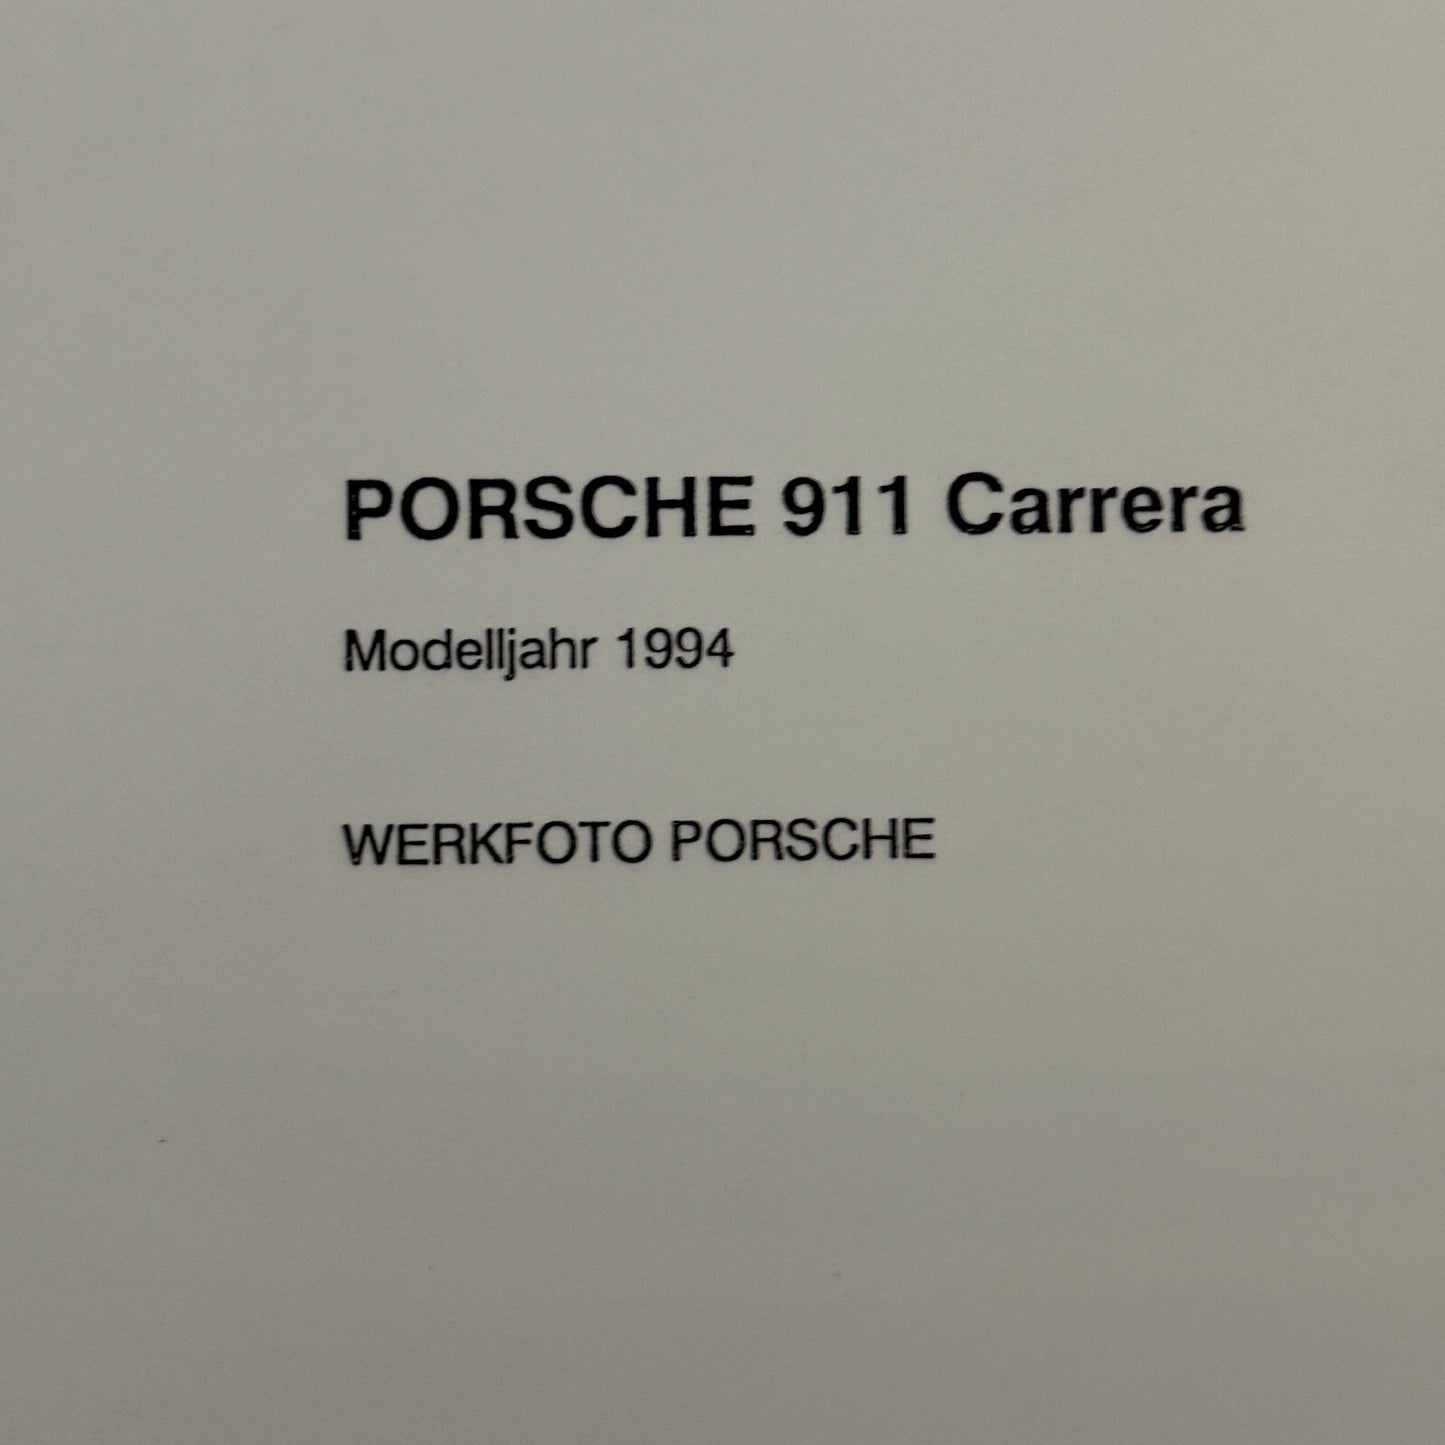 PORSCHE 911 Carrera
Modelljahr 1994
WERKFOTO PORSCHE